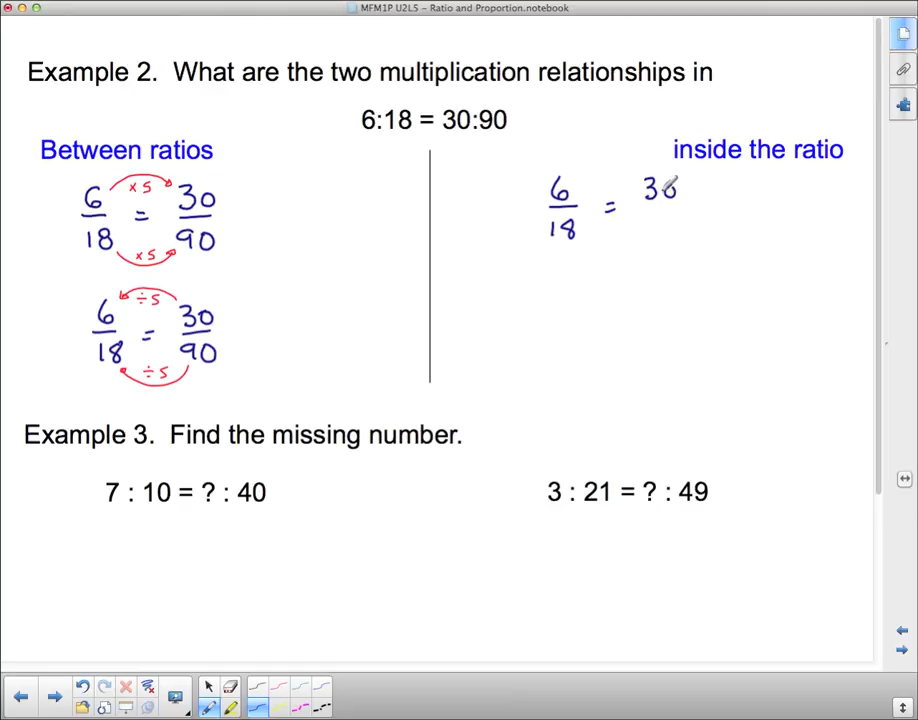 MFM1P U2L5 - Ratio and Proportion.notebook
Example 2. What are the two multiplication relationships in
6:18 = 30:90
Between ratios
inside the ratio
×5
6/18 = 30/90
×5
6/18 = 30
÷5
6/18 = 30/90
÷5
Example 3. Find the missing number.
7 : 10 = ? : 40
3 : 21 = ? : 49